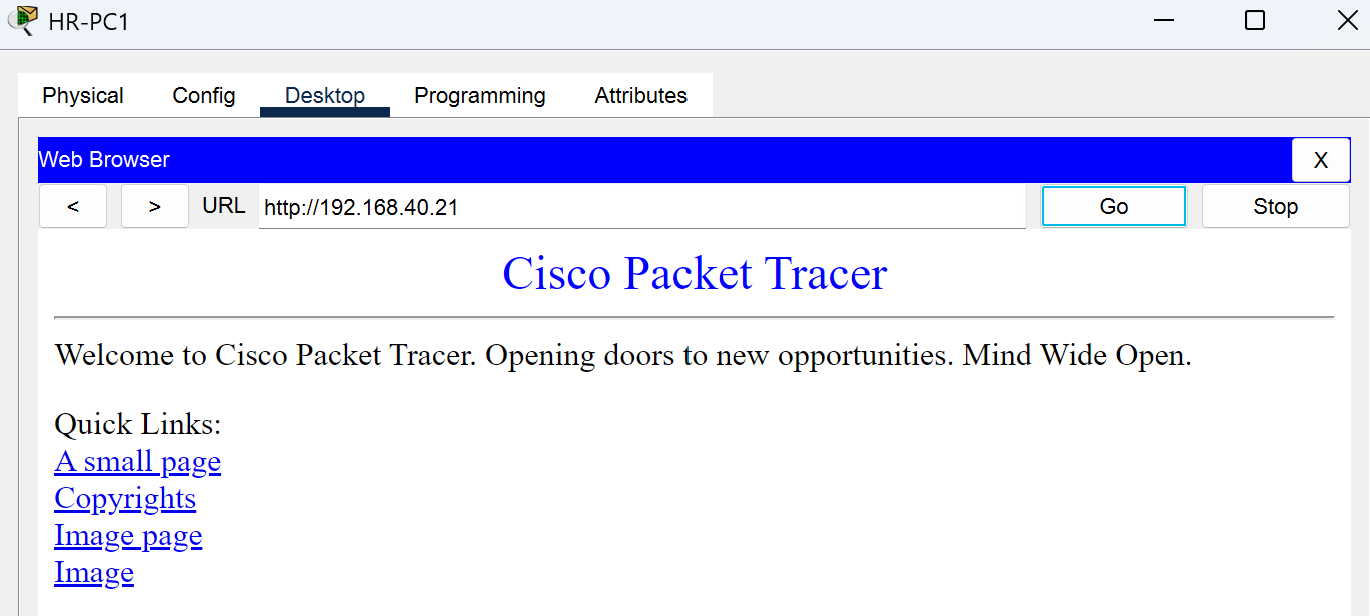 HR-PC1
Physical Config Desktop Programming Attributes
Web Browser X
< > URL http://192.168.40.21 Go Stop
Cisco Packet Tracer
Welcome to Cisco Packet Tracer. Opening doors to new opportunities. Mind Wide Open.
Quick Links:
A small page
Copyrights
Image page
Image